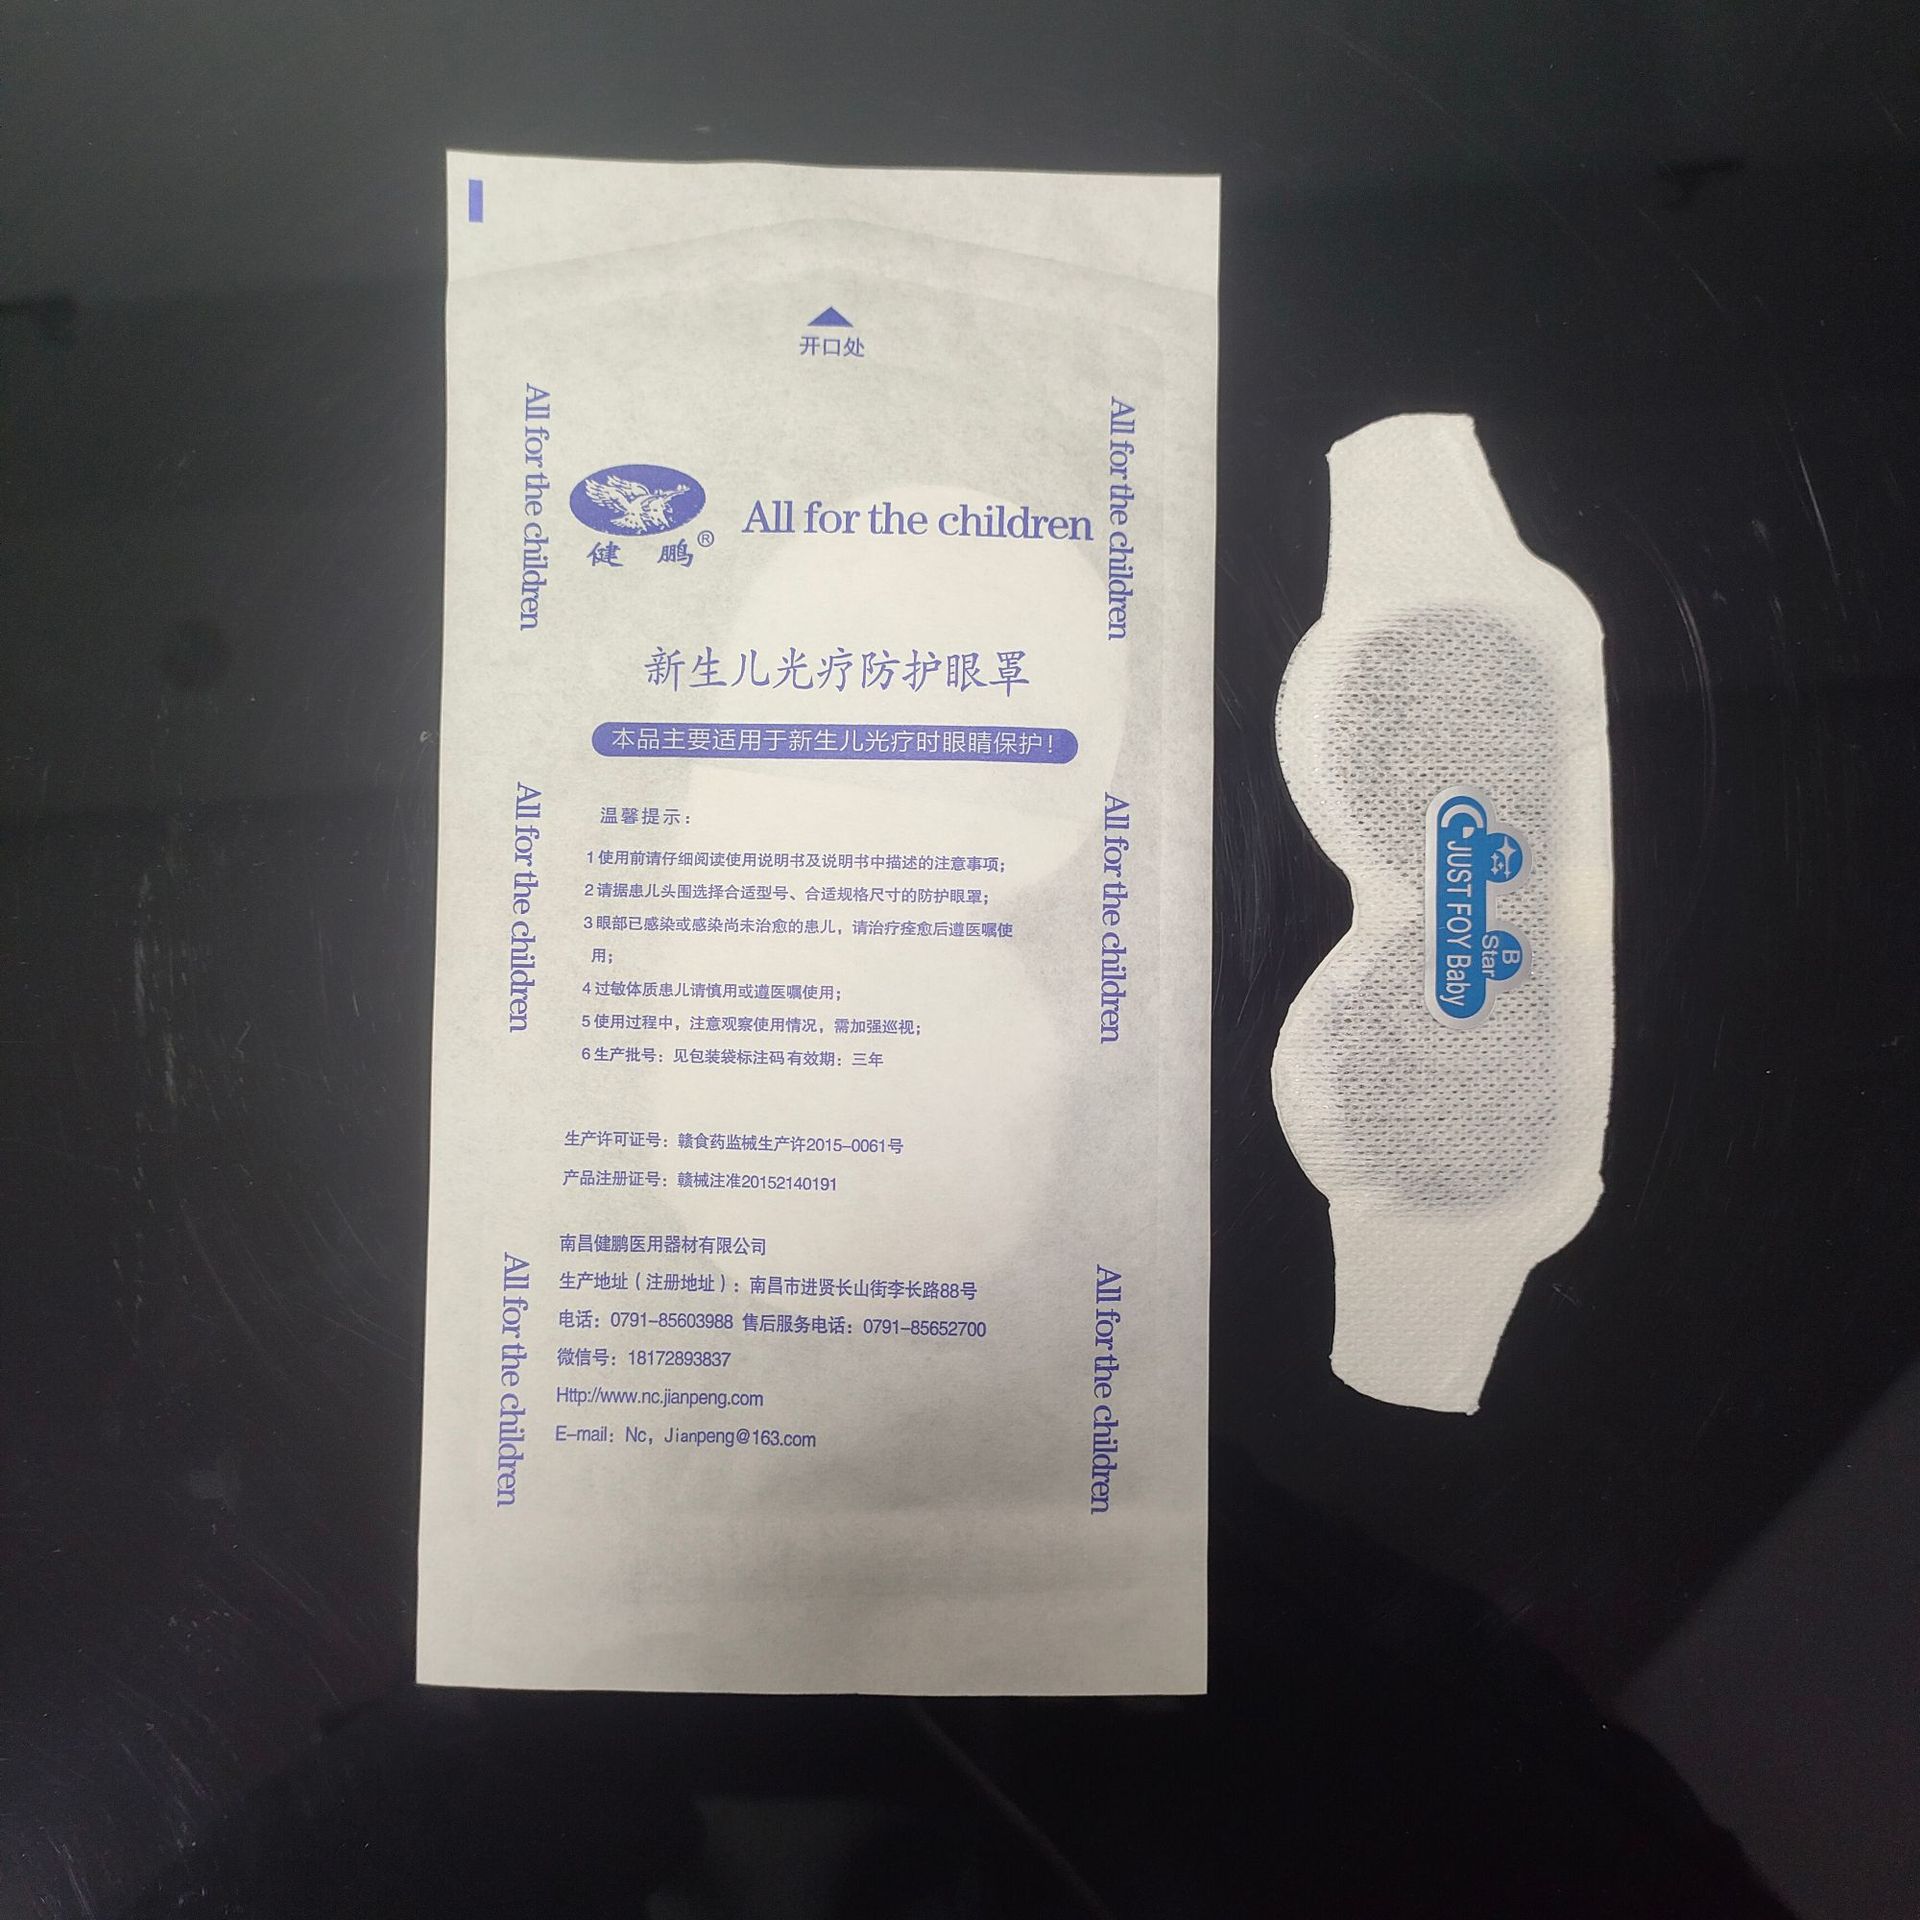 开口处
All for the children
All for the children
健鹏®
All for the children
新生儿光疗防护眼罩
本品主要适用于新生儿光疗时眼睛保护!
温馨提示:
1使用前请仔细阅读使用说明书及说明书中描述的注意事项;
2请据患儿头围选择合适型号、合适规格尺寸的防护眼罩;
3眼部已感染或感染尚未治愈的患儿，请治疗痊愈后遵医嘱使
用;
4过敏体质患儿请慎用或遵医嘱使用;
5使用过程中，注意观察使用情况，需加强巡视;
6生产批号：见包装袋标注码 有效期：三年
All for the children
All for the children
生产许可证号：赣食药监械生产许2015-0061号
产品注册证号：赣械注准20152140191
南昌健鹏医用器材有限公司
生产地址（注册地址）：南昌市进贤长山街李长路88号
电话：0791-85603988 售后服务电话：0791-85652700
微信号：18172893837
Http://www.nc.jianpeng.com
E-mail：Nc，Jianpeng@163.com
All for the children
All for the children
B
Star
JUST FOY Baby